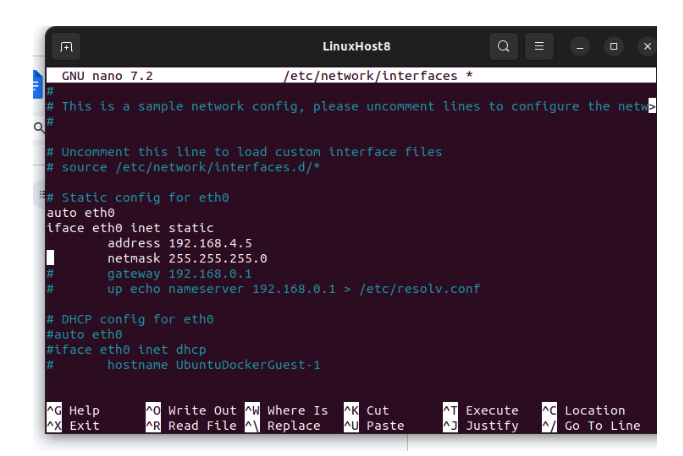 LinuxHost8
GNU nano 7.2 /etc/network/interfaces *
#
# This is a sample network config, please uncomment lines to configure the netw>
#
# Uncomment this line to load custom interface files
# source /etc/network/interfaces.d/*
# Static config for eth0
auto eth0
iface eth0 inet static
address 192.168.4.5
netmask 255.255.255.0
# gateway 192.168.0.1
# up echo nameserver 192.168.0.1 > /etc/resolv.conf
# DHCP config for eth0
#auto eth0
#iface eth0 inet dhcp
# hostname UbuntuDockerGuest-1
^G Help ^O Write Out ^W Where Is ^K Cut ^T Execute ^C Location
^X Exit ^R Read File ^\ Replace ^U Paste ^J Justify ^/ Go To Line